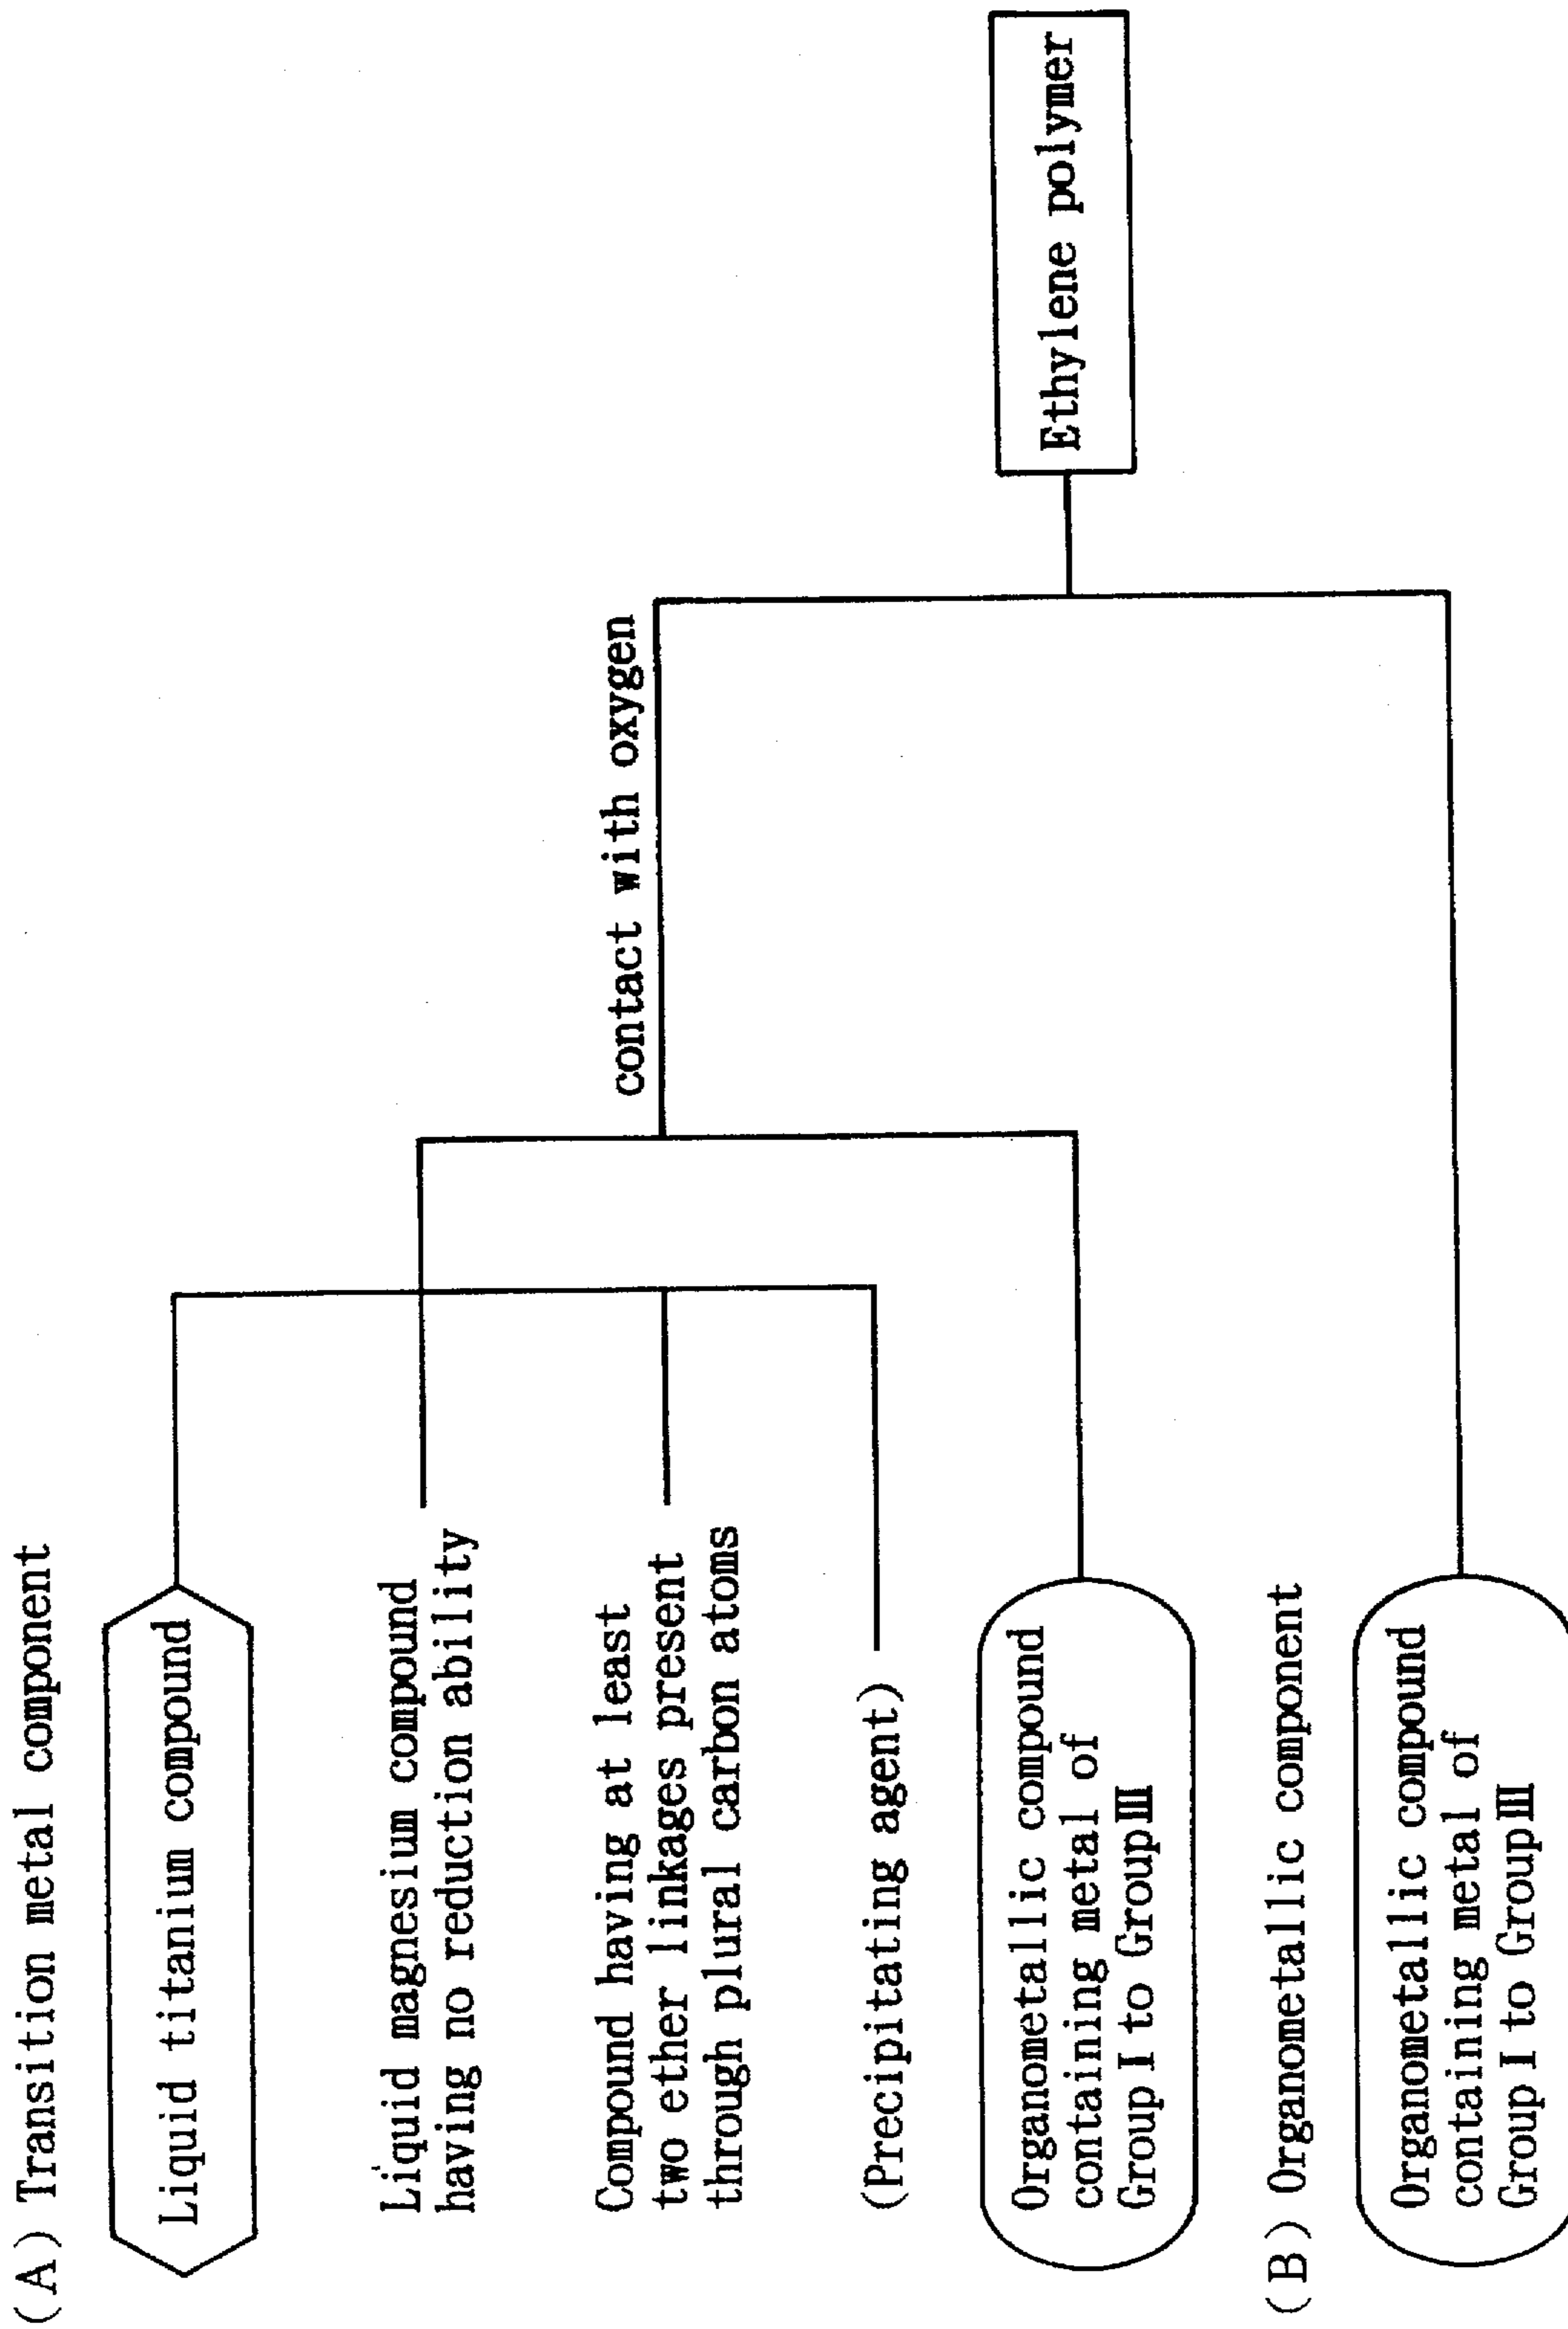 (A) Transition metal component
Liquid titanium compound
Liquid magnesium compound
having no reduction ability
Compound having at least
two ether linkages present
through plural carbon atoms
(Precipitating agent)
Organometallic compound
containing metal of
Group I to Group III
contact with oxygen
Ethylene polymer
(B) Organometallic component
Organometallic compound
containing metal of
Group I to Group III